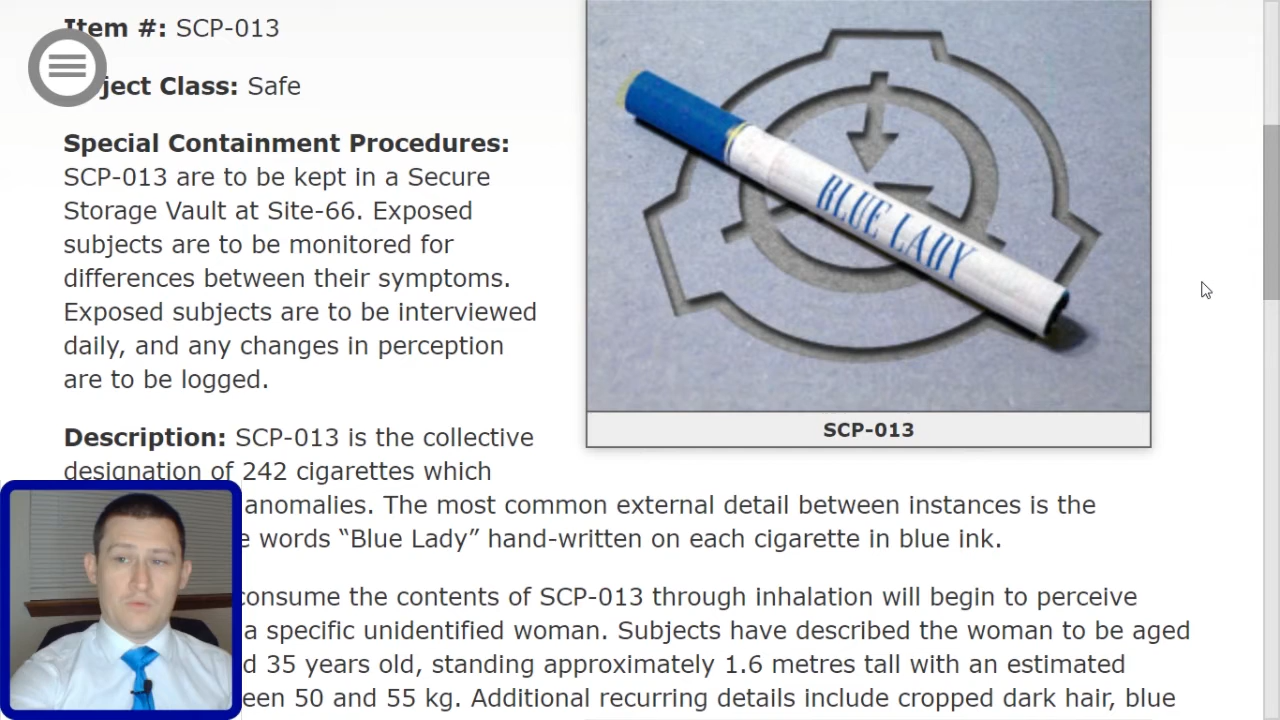 Item #: SCP-013
ject Class: Safe
Special Containment Procedures:
SCP-013 are to be kept in a Secure
Storage Vault at Site-66. Exposed
subjects are to be monitored for
differences between their symptoms.
Exposed subjects are to be interviewed
daily, and any changes in perception
are to be logged.
BLUE LADY
SCP-013
Description: SCP-013 is the collective
designation of 242 cigarettes which
anomalies. The most common external detail between instances is the
words “Blue Lady” hand-written on each cigarette in blue ink.
consume the contents of SCP-013 through inhalation will begin to perceive
a specific unidentified woman. Subjects have described the woman to be aged
35 years old, standing approximately 1.6 metres tall with an estimated
een 50 and 55 kg. Additional recurring details include cropped dark hair, blue